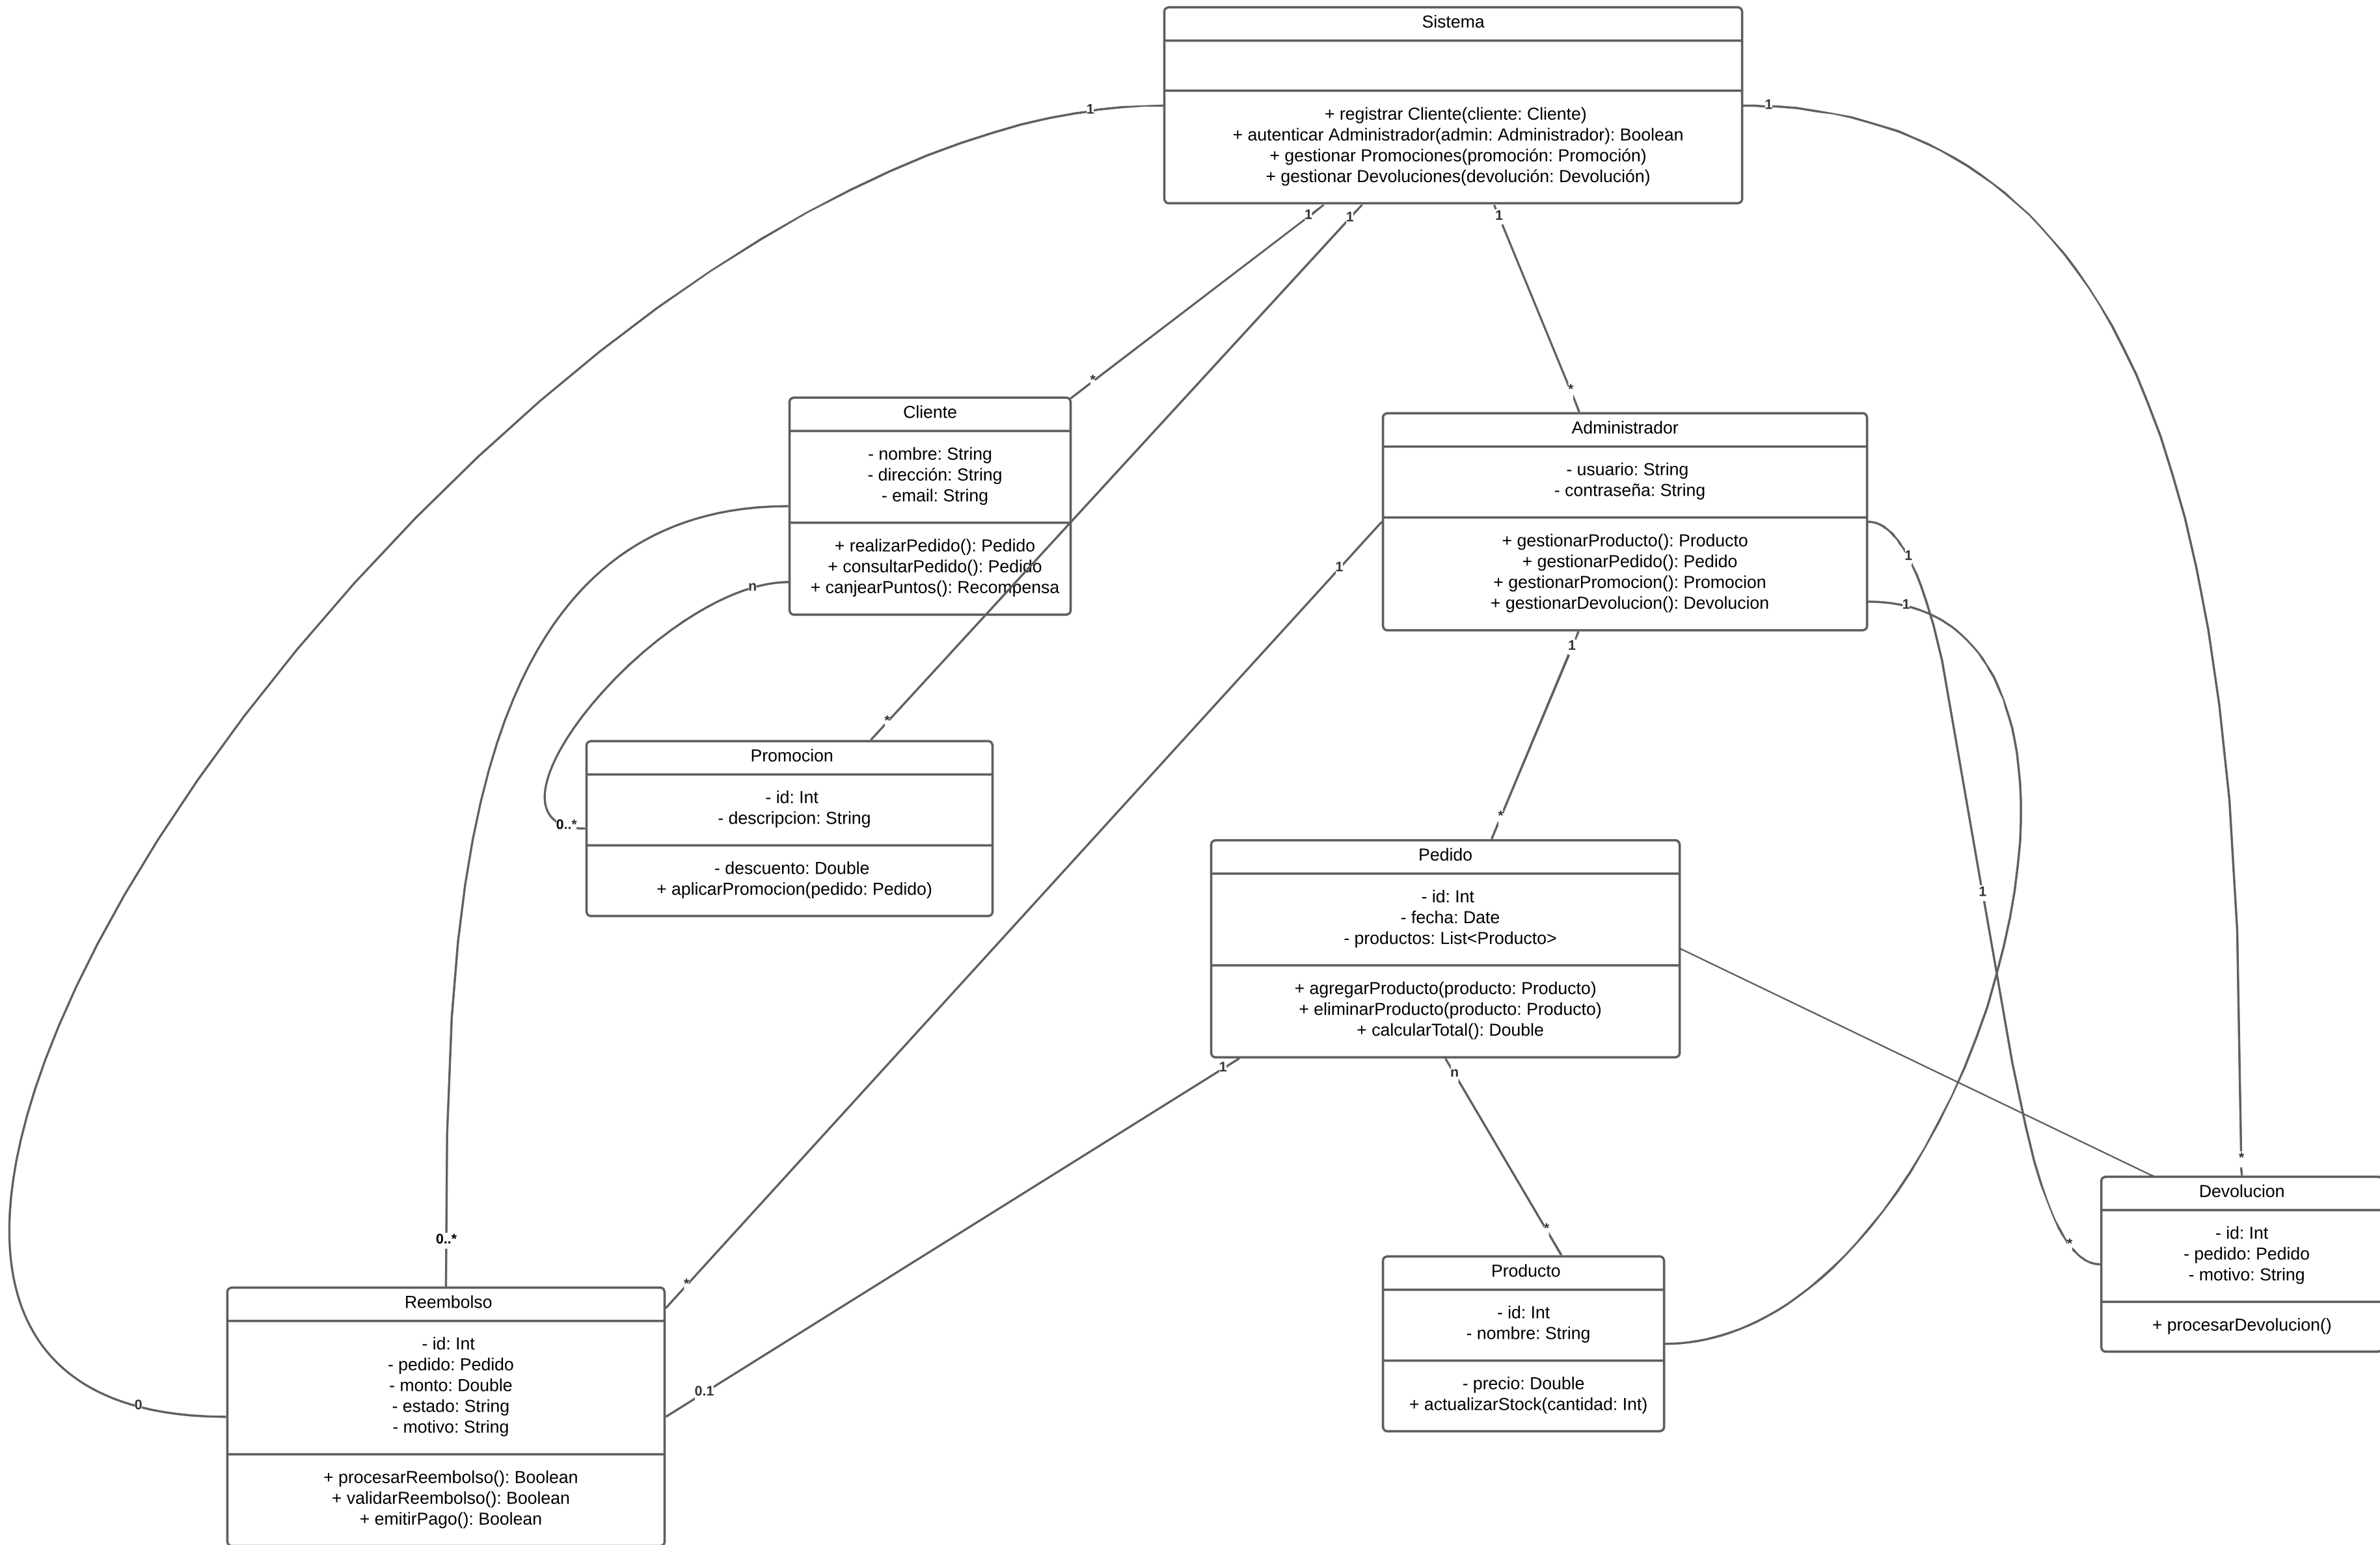 Sistema
+ registrar Cliente(cliente: Cliente)
+ autenticar Administrador(admin: Administrador): Boolean
+ gestionar Promociones(promoción: Promoción)
+ gestionar Devoluciones(devolución: Devolución)
1
1
1
1
1
*
*
Cliente
- nombre: String
- dirección: String
- email: String
+ realizarPedido(): Pedido
+ consultarPedido(): Pedido
+ canjearPuntos(): Recompensa
n
Administrador
- usuario: String
- contraseña: String
+ gestionarProducto(): Producto
+ gestionarPedido(): Pedido
+ gestionarPromocion(): Promocion
+ gestionarDevolucion(): Devolucion
1
1
1
1
*
0..*
Promocion
- id: Int
- descripcion: String
- descuento: Double
+ aplicarPromocion(pedido: Pedido)
*
Pedido
- id: Int
- fecha: Date
- productos: List<Producto>
+ agregarProducto(producto: Producto)
+ eliminarProducto(producto: Producto)
+ calcularTotal(): Double
1
1
n
*
*
*
Devolucion
- id: Int
- pedido: Pedido
- motivo: String
+ procesarDevolucion()
*
Producto
- id: Int
- nombre: String
- precio: Double
+ actualizarStock(cantidad: Int)
0..*
*
0.1
0
Reembolso
- id: Int
- pedido: Pedido
- monto: Double
- estado: String
- motivo: String
+ procesarReembolso(): Boolean
+ validarReembolso(): Boolean
+ emitirPago(): Boolean